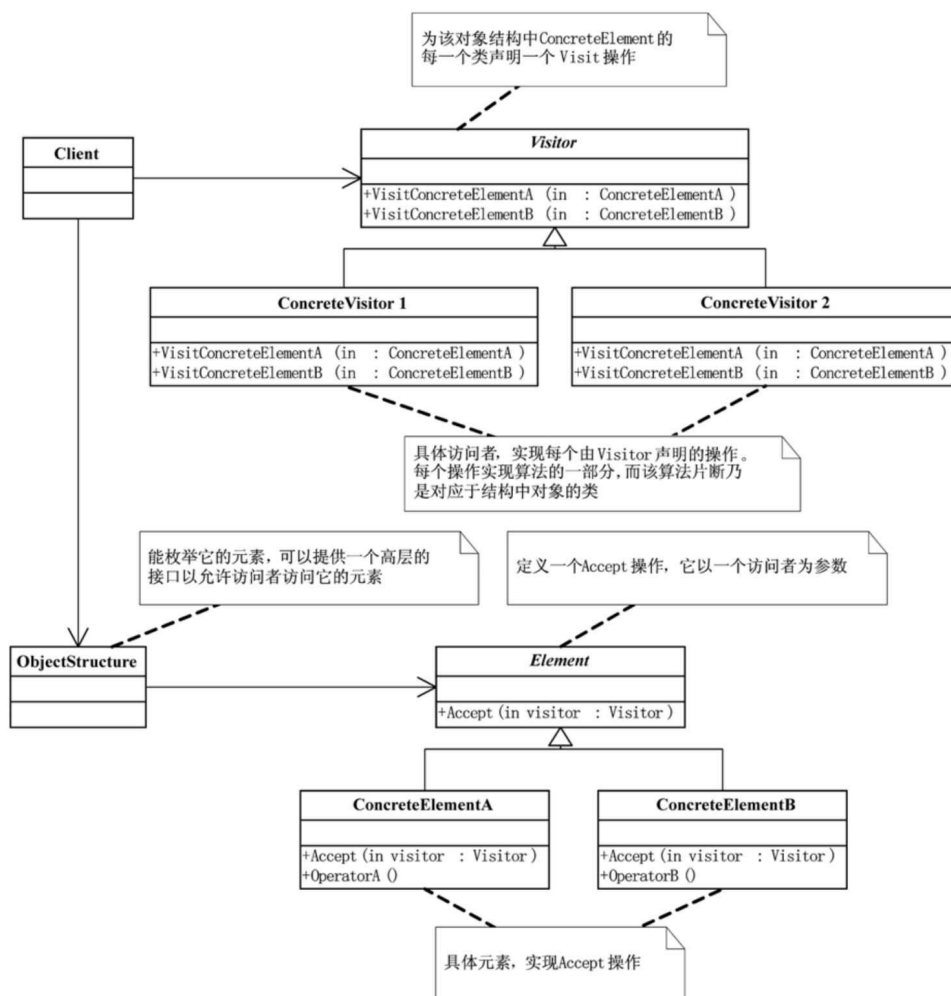 为该对象结构中ConcreteElement的
每一个类声明一个 Visit 操作
Client
Visitor
+VisitConcreteElementA (in : ConcreteElementA)
+VisitConcreteElementB (in : ConcreteElementB)
ConcreteVisitor 1
+VisitConcreteElementA (in : ConcreteElementA)
+VisitConcreteElementB (in : ConcreteElementB)
ConcreteVisitor 2
+VisitConcreteElementA (in : ConcreteElementA)
+VisitConcreteElementB (in : ConcreteElementB)
具体访问者，实现每个由Visitor声明的操作。
每个操作实现算法的一部分，而该算法片断乃
是对应于结构中对象的类
能枚举它的元素，可以提供一个高层的
接口以允许访问者访问它的元素
定义一个Accept操作，它以一个访问者为参数
ObjectStructure
Element
+Accept(in visitor : Visitor)
ConcreteElementA
+Accept(in visitor : Visitor)
+OperatorA()
ConcreteElementB
+Accept(in visitor : Visitor)
+OperatorB()
具体元素，实现Accept操作